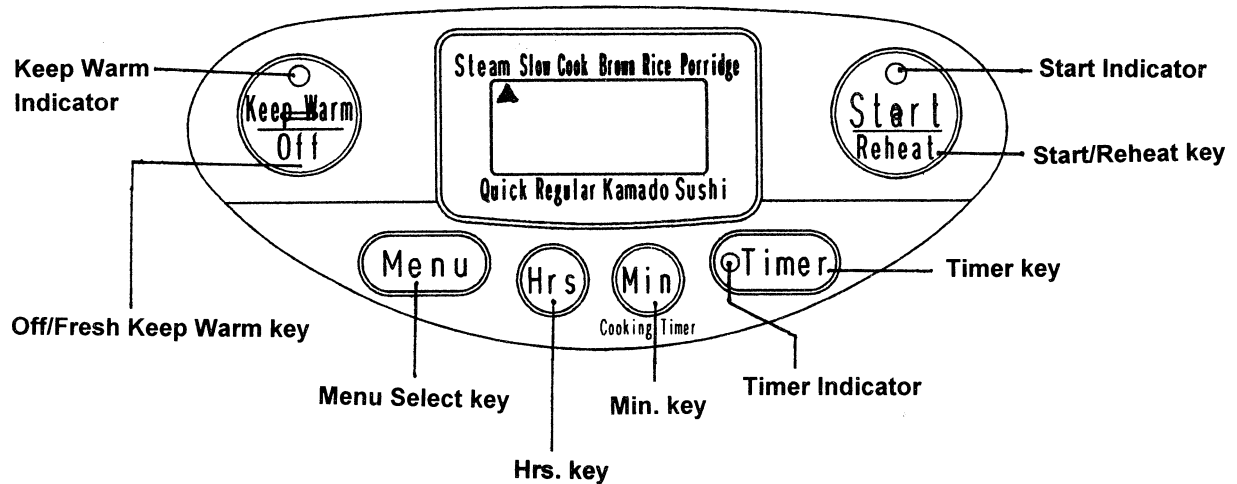 Keep Warm
Indicator
Keep Warm
Off
Steam Slow Cook Brown Rice Porridge
Quick Regular Kamado Sushi
Start
Reheat
Start Indicator
Start/Reheat key
Menu
Hrs
Min
Timer
Timer key
Cooking Timer
Off/Fresh Keep Warm key
Menu Select key
Min. key
Timer Indicator
Hrs. key